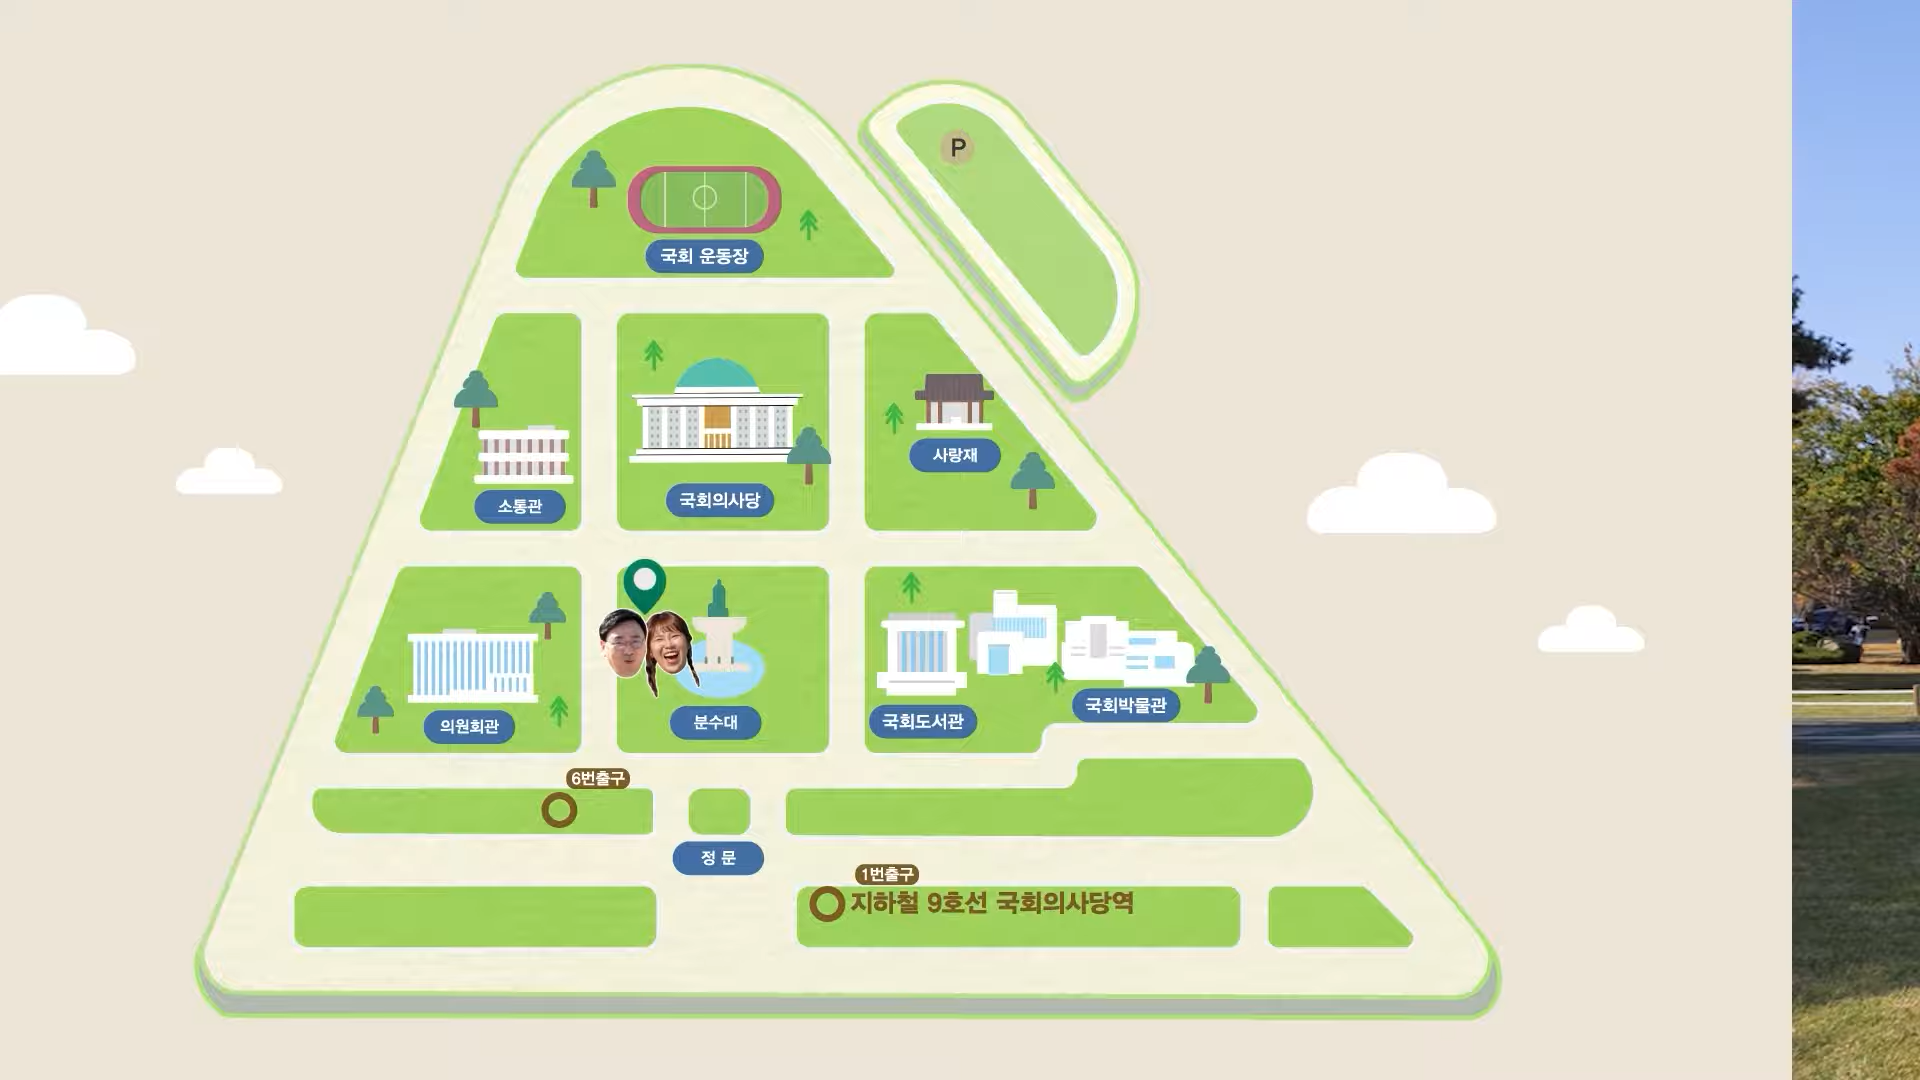 P
국회 운동장
사랑재
국회의사당
소통관
국회박물관
국회도서관
분수대
의원회관
6번출구
정 문
1번출구
지하철 9호선 국회의사당역